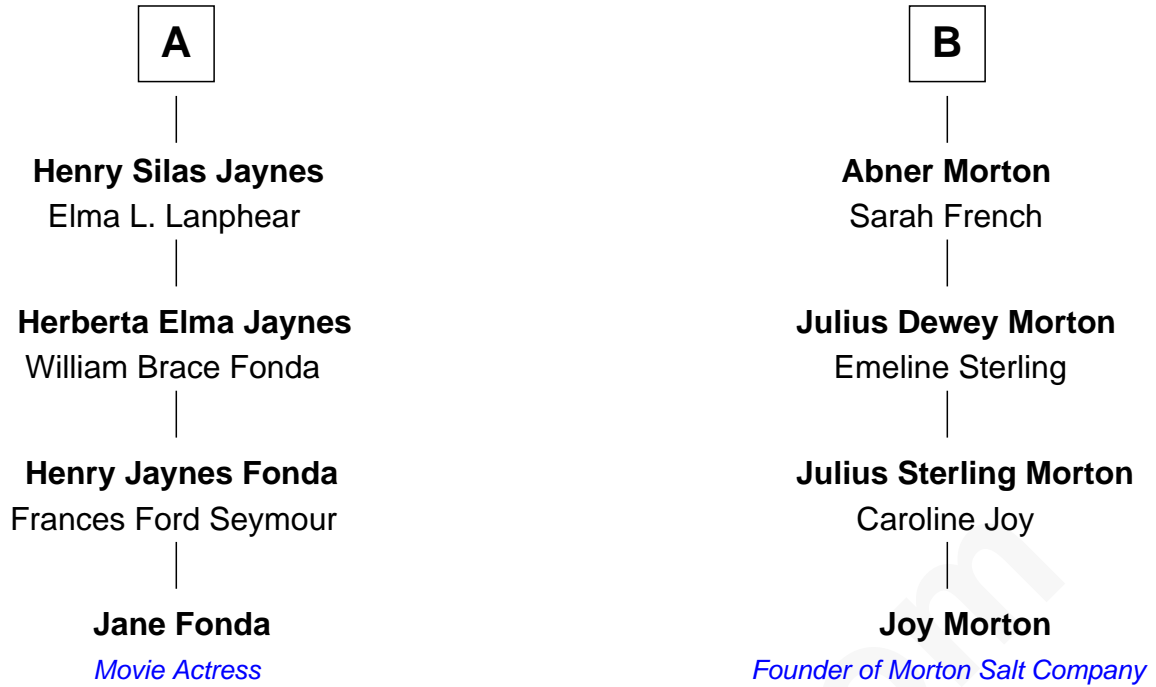 A
Henry Silas Jaynes
Elma L. Lanphear
Herberta Elma Jaynes
William Brace Fonda
Henry Jaynes Fonda
Frances Ford Seymour
Jane Fonda
Movie Actress
B
Abner Morton
Sarah French
Julius Dewey Morton
Emeline Sterling
Julius Sterling Morton
Caroline Joy
Joy Morton
Founder of Morton Salt Company